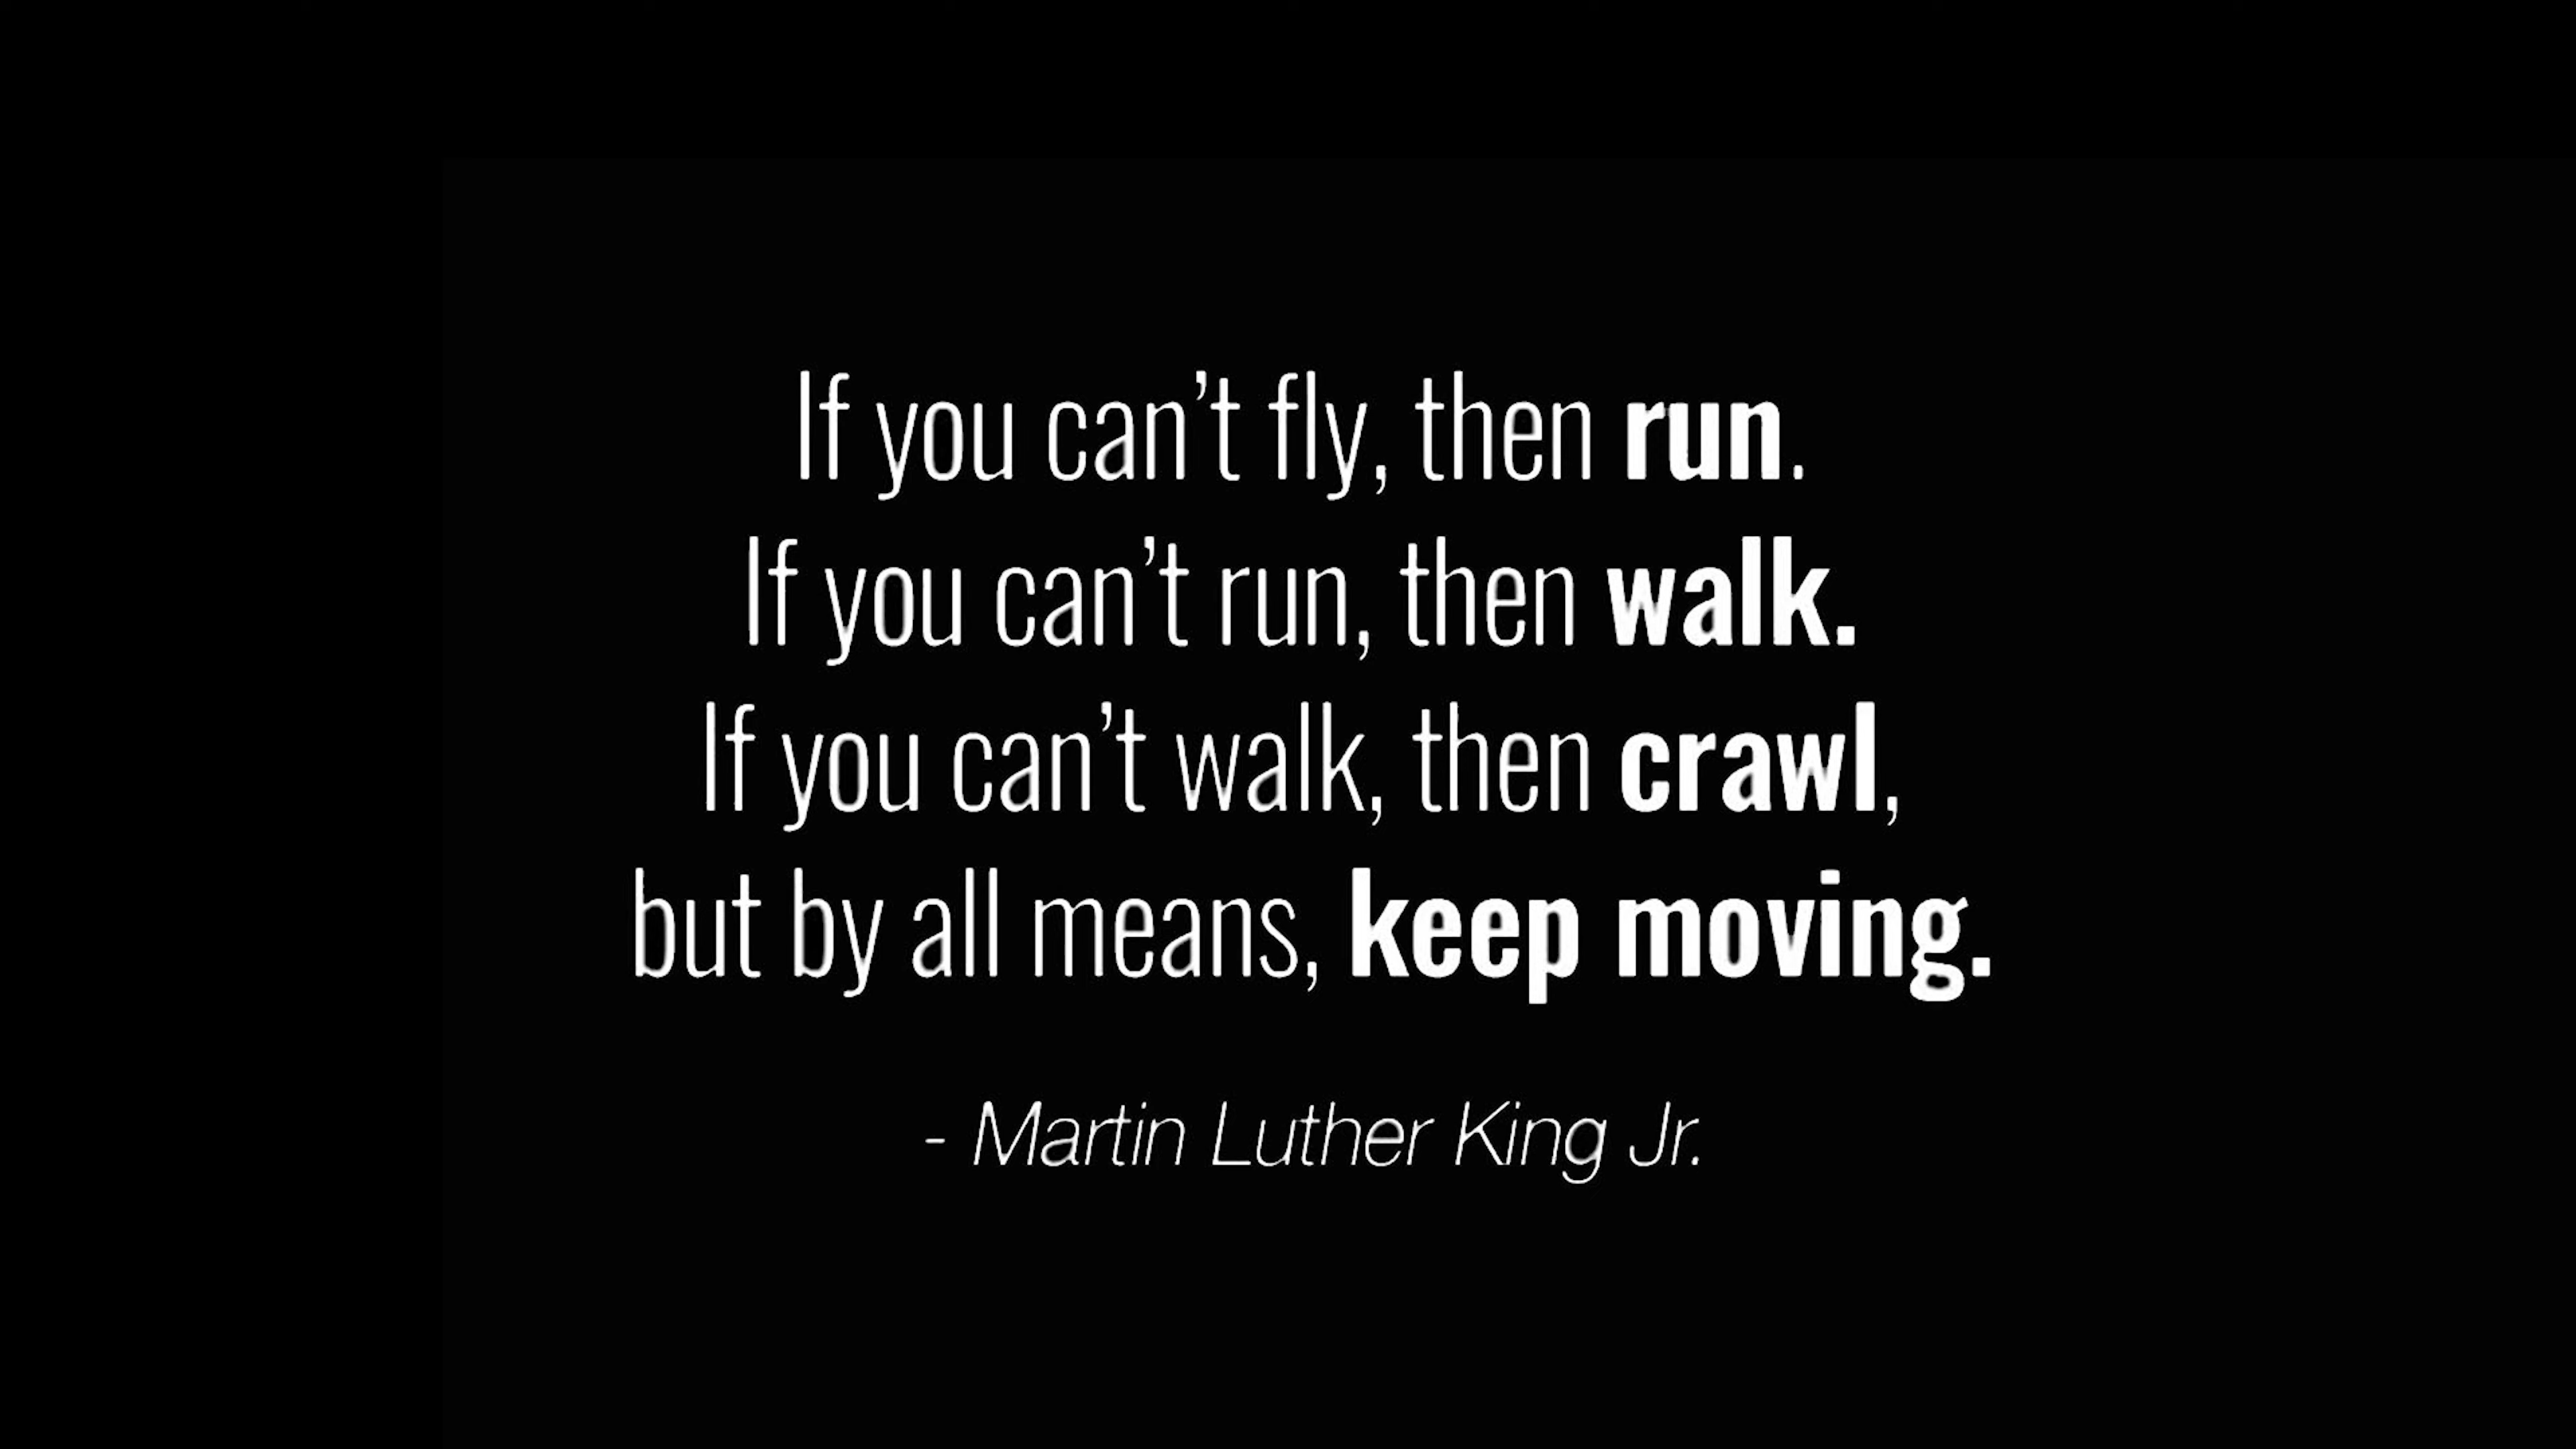 If you can’t fly, then run.
If you can’t run, then walk.
If you can’t walk, then crawl,
but by all means, keep moving.
- Martin Luther King Jr.